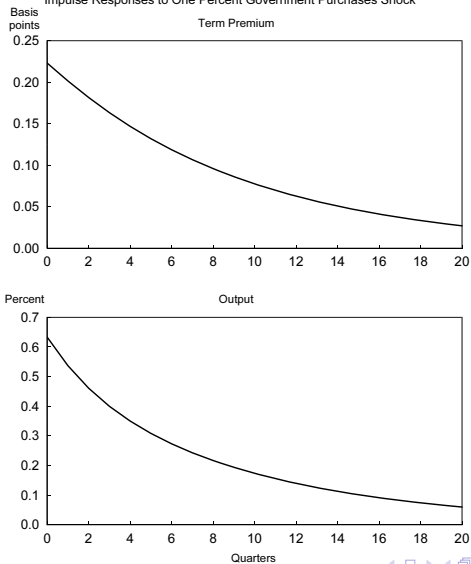 Impulse Responses to One Percent Government Purchases Shock
Basis
points
Term Premium
0.25
0.20
0.15
0.10
0.05
0.00
0 2 4 6 8 10 12 14 16 18 20
Percent
Output
0.7
0.6
0.5
0.4
0.3
0.2
0.1
0.0
0 2 4 6 8 10 12 14 16 18 20
Quarters